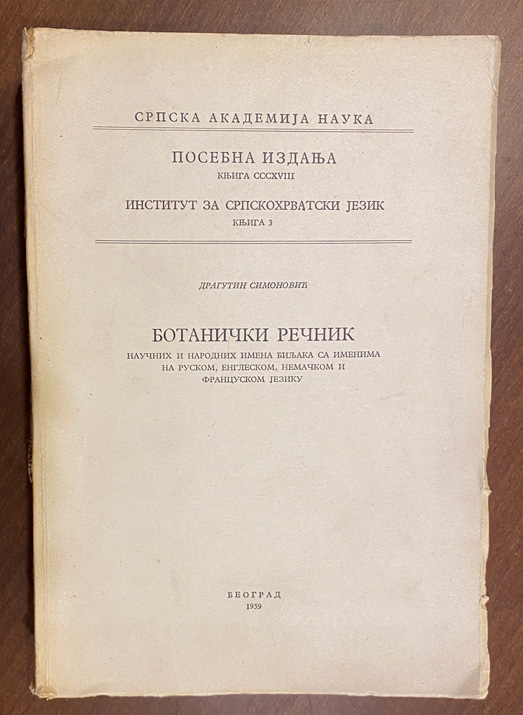 СРПСКА АКАДЕМИЈА НАУКА
ПОСЕБНА ИЗДАЊА
КЊИГА CCCXVIII
ИНСТИТУТ ЗА СРПСКОХРВАТСКИ ЈЕЗИК
КЊИГА 3
ДРАГУТИН СИМОНОВИЋ
БОТАНИЧКИ РЕЧНИК
НАУЧНИХ И НАРОДНИХ ИМЕНА БИЉАКА СА ИМЕНИМА
НА РУСКОМ, ЕНГЛЕСКОМ, НЕМАЧКОМ И
ФРАНЦУСКОМ ЈЕЗИКУ
БЕОГРАД
1959